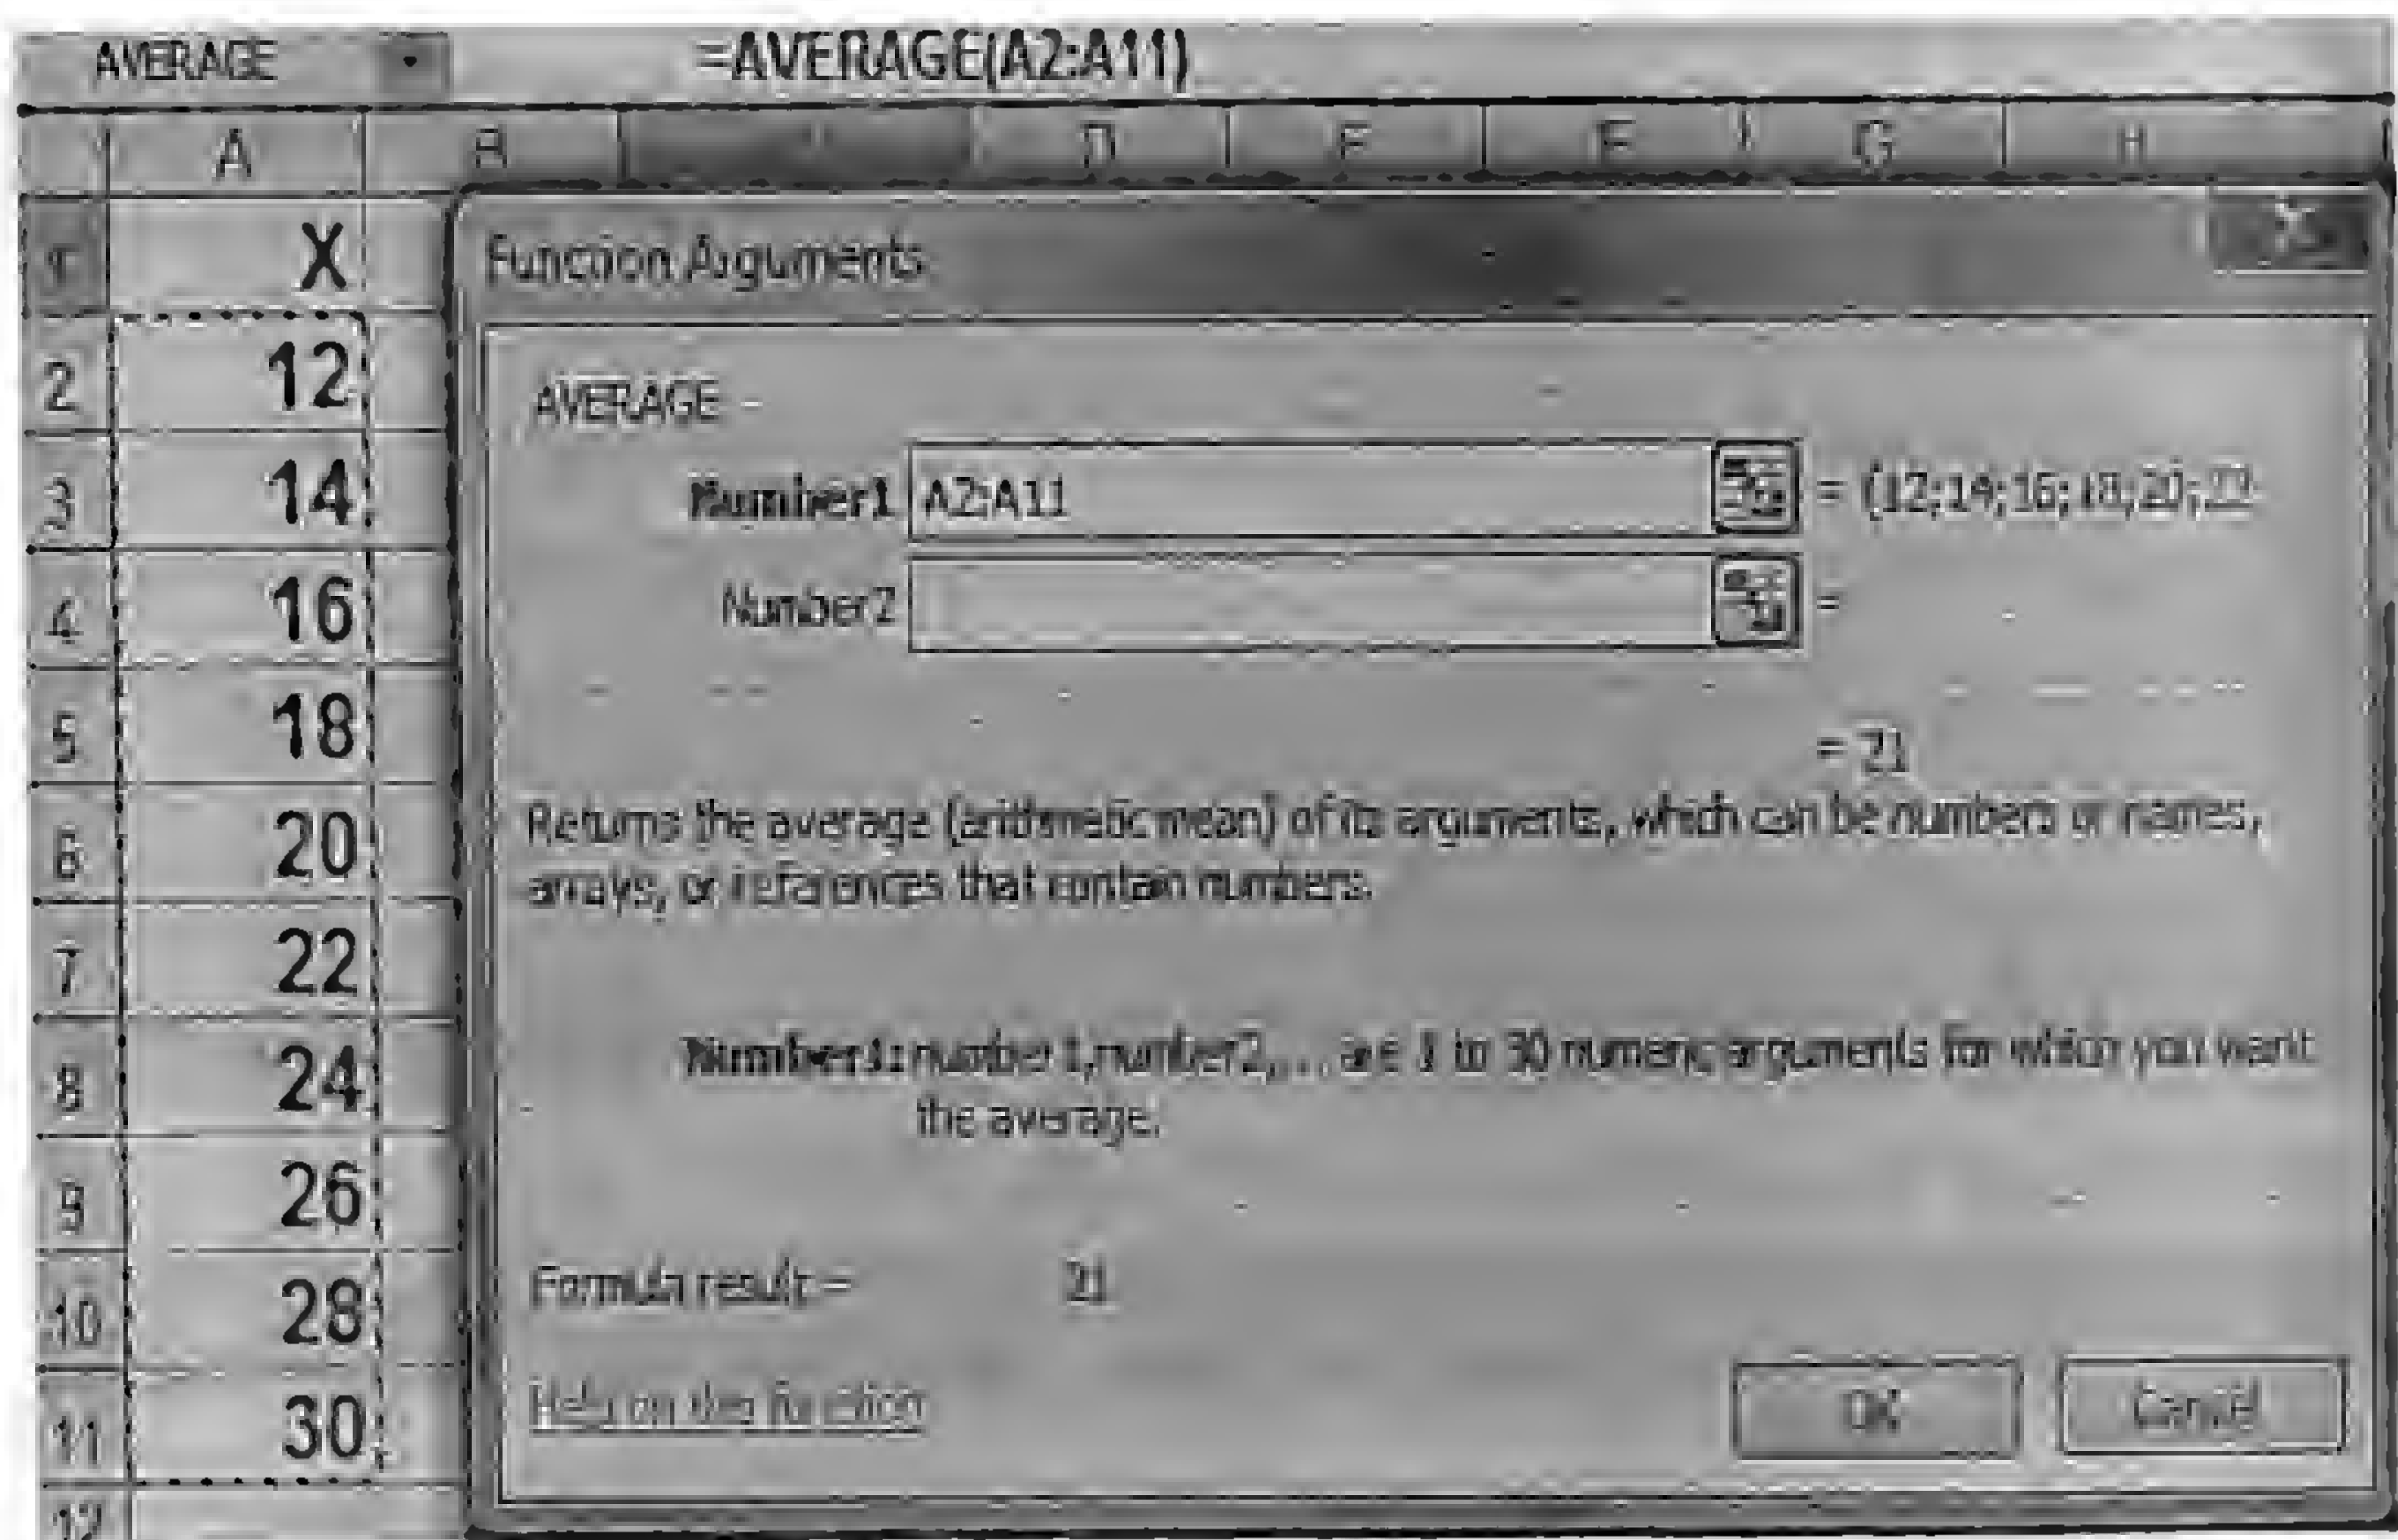 AVERAGE =AVERAGE(A2:A11)
A B D E F G H
1 X
2 12
3 14
4 16
5 18
6 20
7 22
8 24
9 26
10 28
11 30
12
Function Arguments
AVERAGE
Number1 A2:A11 = {12;14;16;18;20;22
Number2 =
= 21
Returns the average (arithmetic mean) of its arguments, which can be numbers or names,
arrays, or references that contain numbers.
Number1: number1,number2,... are 1 to 30 numeric arguments for which you want
the average.
Formula result = 21
Help on this function
OK Cancel